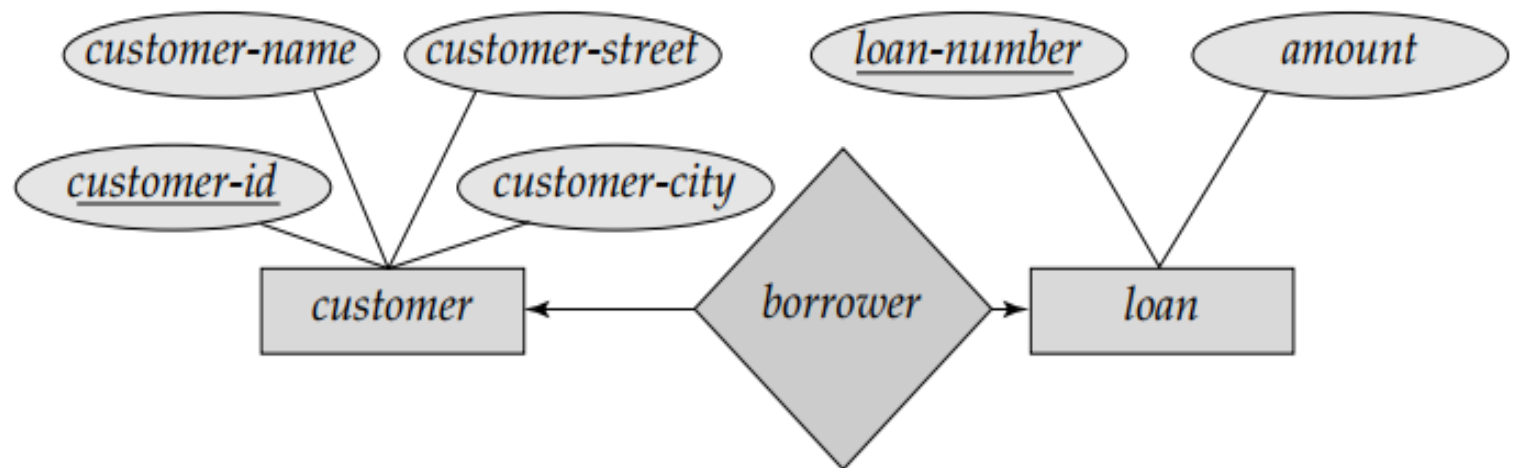 customer-name
customer-street
loan-number
amount
customer-id
customer-city
customer
borrower
loan